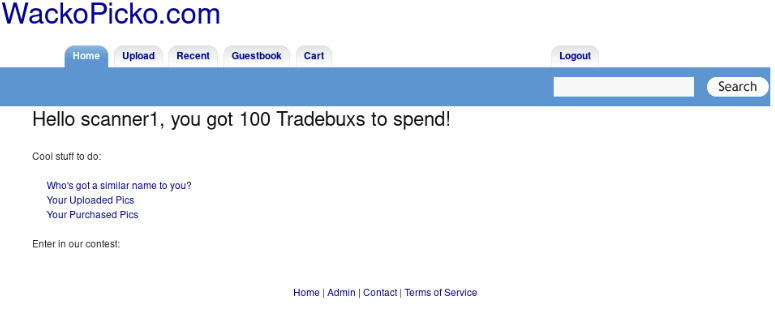 WackoPicko.com
Home Upload Recent Guestbook Cart Logout
Search
Hello scanner1, you got 100 Tradebuxs to spend!
Cool stuff to do:
Who's got a similar name to you?
Your Uploaded Pics
Your Purchased Pics
Enter in our contest:
Home | Admin | Contact | Terms of Service